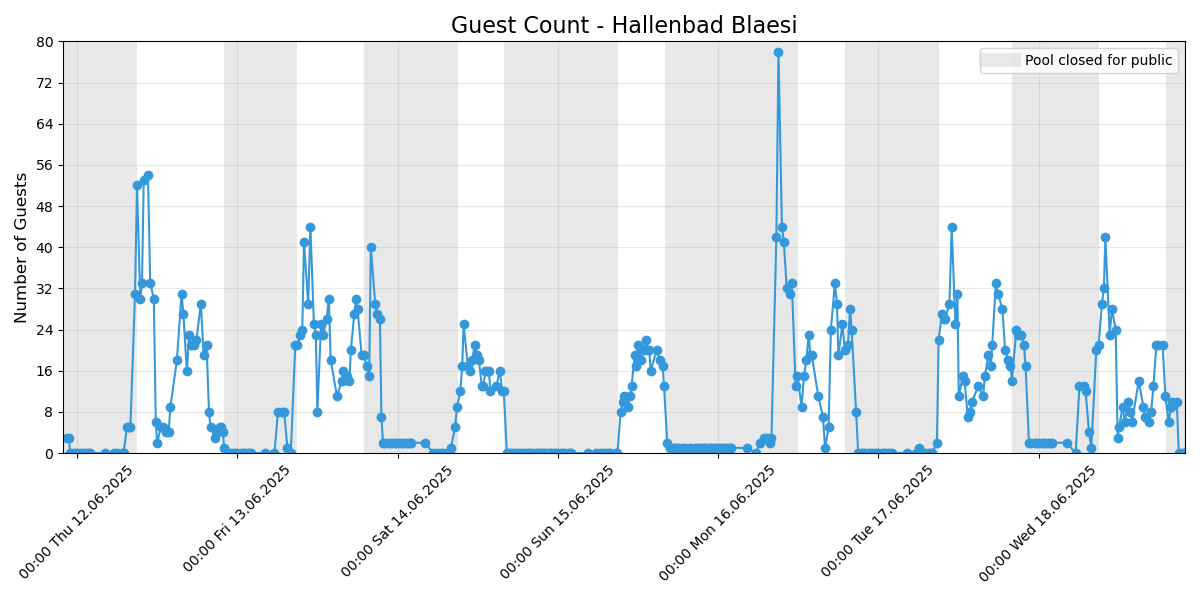 Guest Count - Hallenbad Blaesi
Pool closed for public
Number of Guests
80
72
64
56
48
40
32
24
16
8
0
00:00 Thu 12.06.2025
00:00 Fri 13.06.2025
00:00 Sat 14.06.2025
00:00 Sun 15.06.2025
00:00 Mon 16.06.2025
00:00 Tue 17.06.2025
00:00 Wed 18.06.2025